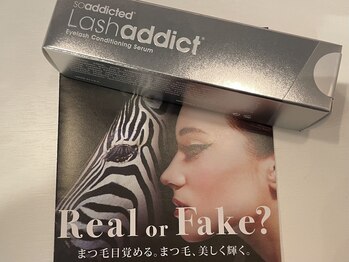 soaddicted
Lashaddict
Eyelash Conditioning Serum
Real or Fake?
まつ毛目覚める。まつ毛、美しく輝く。